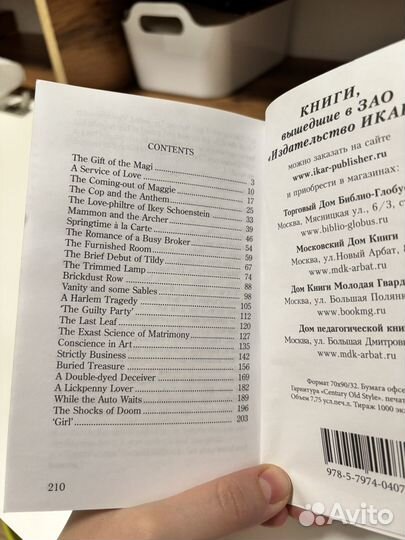 CONTENTS
The Gift of the Magi 3
A Service of Love 10
The Coming-out of Maggie 17
The Cop and the Anthem 25
The Love-philtre of Ikey Schoenstein 33
Mammon and the Archer 39
Springtime à la Carte 46
The Romance of a Busy Broker 54
The Furnished Room 59
The Brief Debut of Tildy 67
The Trimmed Lamp 74
Brickdust Row 88
Vanity and some Sables 98
A Harlem Tragedy 105
‘The Guilty Party’ 112
The Last Leaf 120
The Exast Science of Matrimony 127
Conscience in Art 135
Strictly Business 142
Buried Treasure 156
A Double-dyed Deceiver 169
A Lickpenny Lover 182
While the Auto Waits 189
The Shocks of Doom 196
‘Girl’ 203
210
КНИГИ,
вышедшие в ЗАО
«Издательство ИКАР
можно заказать на сайте
www.ikar-publisher.ru
и приобрести в магазинах:
Торговый Дом Библио-Глобус
Москва, Мясницкая ул., 6/3, с
www.biblio-globus.ru
Московский Дом Книги
Москва, ул.Новый Арбат, 8
www.mdk-arbat.ru
Дом Книги Молодая Гвард
Москва, ул. Большая Полянк
www.bookmg.ru
Дом педагогической книг
Москва, ул. Большая Дмитров
www.mdk-arbat.ru
Формат 70х90/32. Бумага офсе
Гарнитура «Century Old Style». печат
Объем 7,75 усл.печ.л. Тираж 1000 экз
978-5-7974-0407
Avito